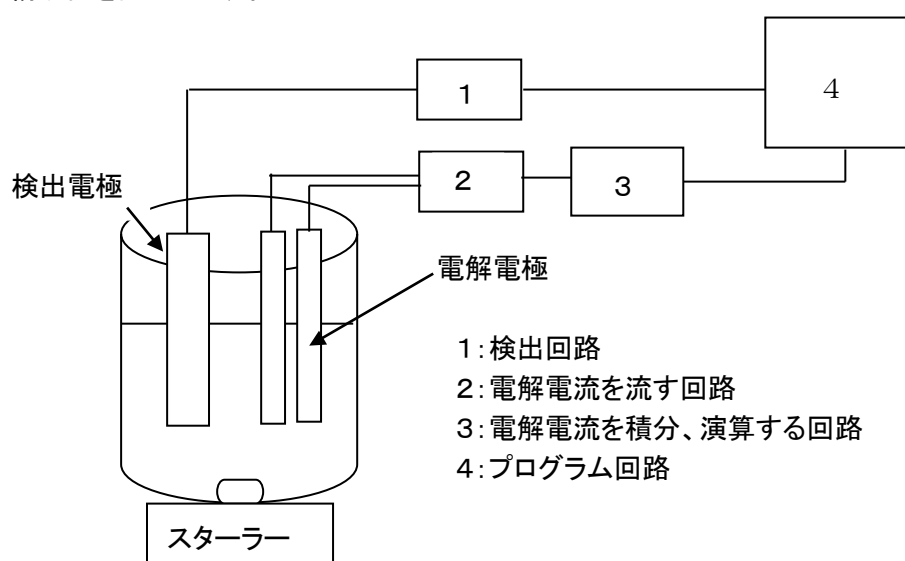 1
4
検出電極
2
3
電解電極
1:検出回路
2:電解電流を流す回路
3:電解電流を積分、演算する回路
4:プログラム回路
スターラー